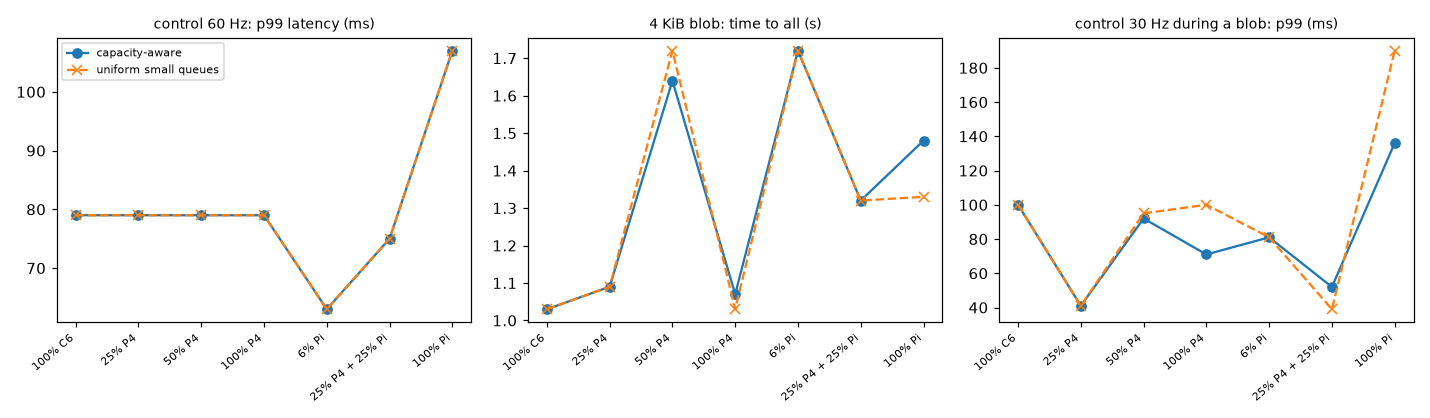 control 60 Hz: p99 latency (ms)
capacity-aware
uniform small queues
100
90
80
70
100% C6
25% P4
50% P4
100% P4
6% Pi
25% P4 + 25% Pi
100% Pi
4 KiB blob: time to all (s)
1.7
1.6
1.5
1.4
1.3
1.2
1.1
1.0
100% C6
25% P4
50% P4
100% P4
6% Pi
25% P4 + 25% Pi
100% Pi
control 30 Hz during a blob: p99 (ms)
180
160
140
120
100
80
60
40
100% C6
25% P4
50% P4
100% P4
6% Pi
25% P4 + 25% Pi
100% Pi